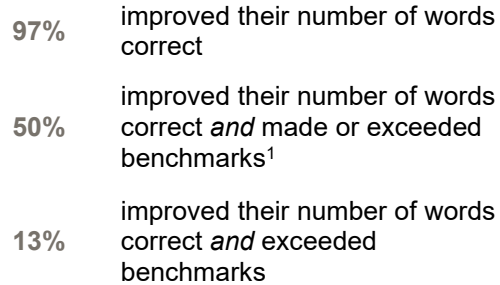 97% improved their number of words
correct
50% improved their number of words
correct and made or exceeded
benchmarks¹
13% improved their number of words
correct and exceeded
benchmarks